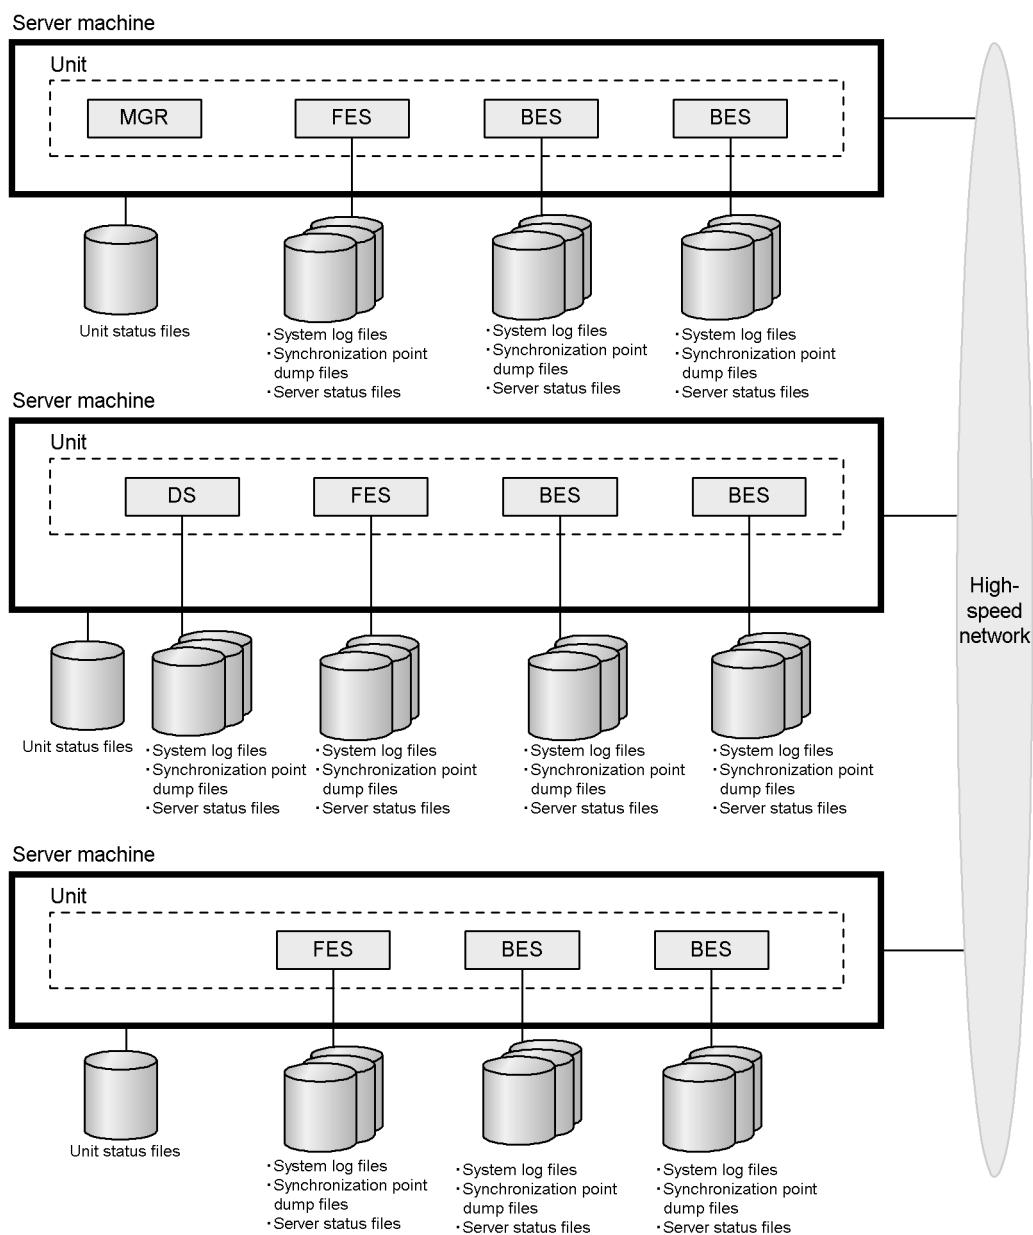 Server machine
Unit
MGR
FES
BES
BES
Unit status files
・System log files
・Synchronization point
dump files
・Server status files
・System log files
・Synchronization point
dump files
・Server status files
・System log files
・Synchronization point
dump files
・Server status files
Server machine
Unit
DS
FES
BES
BES
High-
speed
network
Unit status files
・System log files
・Synchronization point
dump files
・Server status files
・System log files
・Synchronization point
dump files
・Server status files
・System log files
・Synchronization point
dump files
・Server status files
・System log files
・Synchronization point
dump files
・Server status files
Server machine
Unit
FES
BES
BES
Unit status files
・System log files
・Synchronization point
dump files
・Server status files
・System log files
・Synchronization point
dump files
・Server status files
・System log files
・Synchronization point
dump files
・Server status files